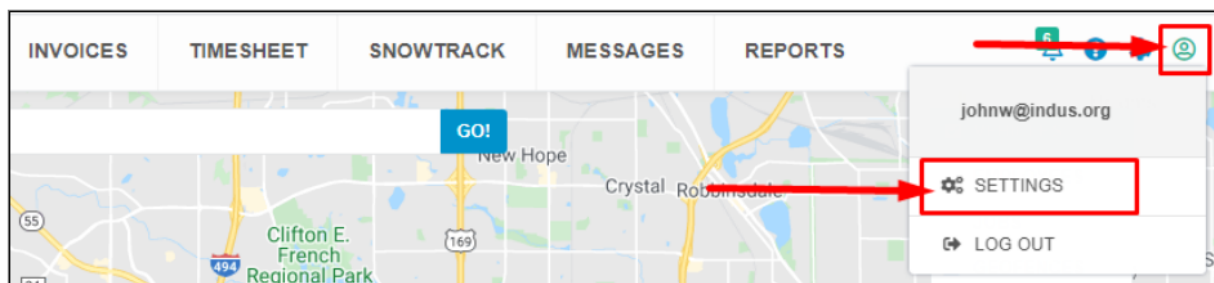 INVOICES TIMESHEET SNOWTRACK MESSAGES REPORTS 6
johnw@indus.org
GO!
New Hope
Crystal Robbinsdale
SETTINGS
55
Clifton E.
169
French
LOG OUT
494
Regional Park